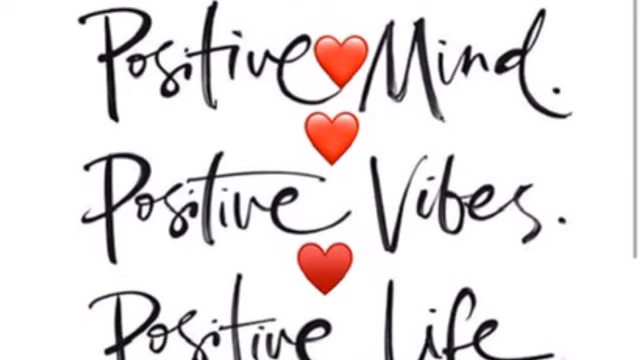 Positive ❤️ Mind.
❤️
Positive Vibes.
♥️
Positive Life